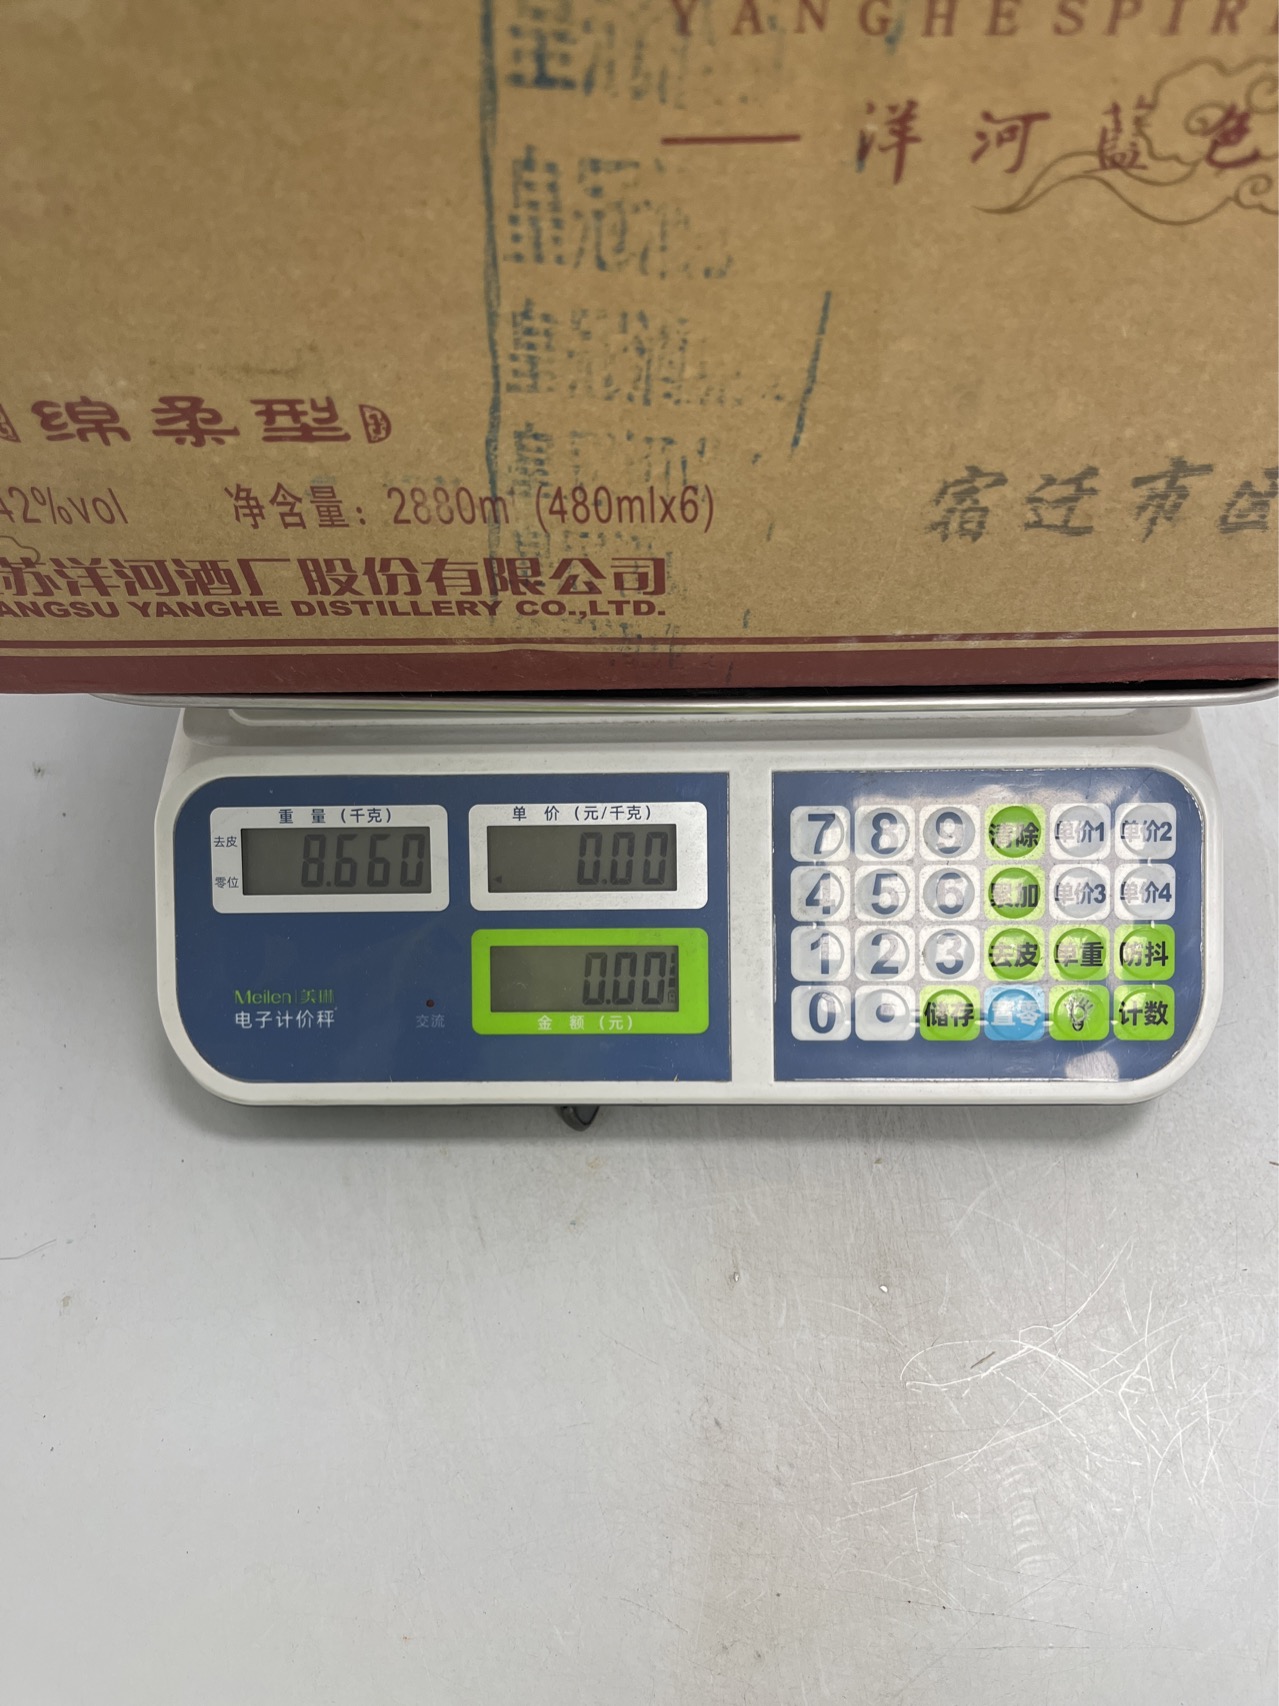 YANGHESPIRI
洋河蓝色
绵柔型
42%vol 净含量：2880m (480mlx6)
宿迁市
苏洋河酒厂股份有限公司
ANGSU YANGHE DISTILLERY CO.,LTD.
重 量（千克）
单 价（元/千克）
去皮
零位
8.660
0.00
0.00
金 额（元）
Meilen 美琳
电子计价秤
交流
7 8 9 清除 单价1 单价2
4 5 6 累加 单价3 单价4
1 2 3 去皮 单重 防抖
0 . 储存 置零 计数